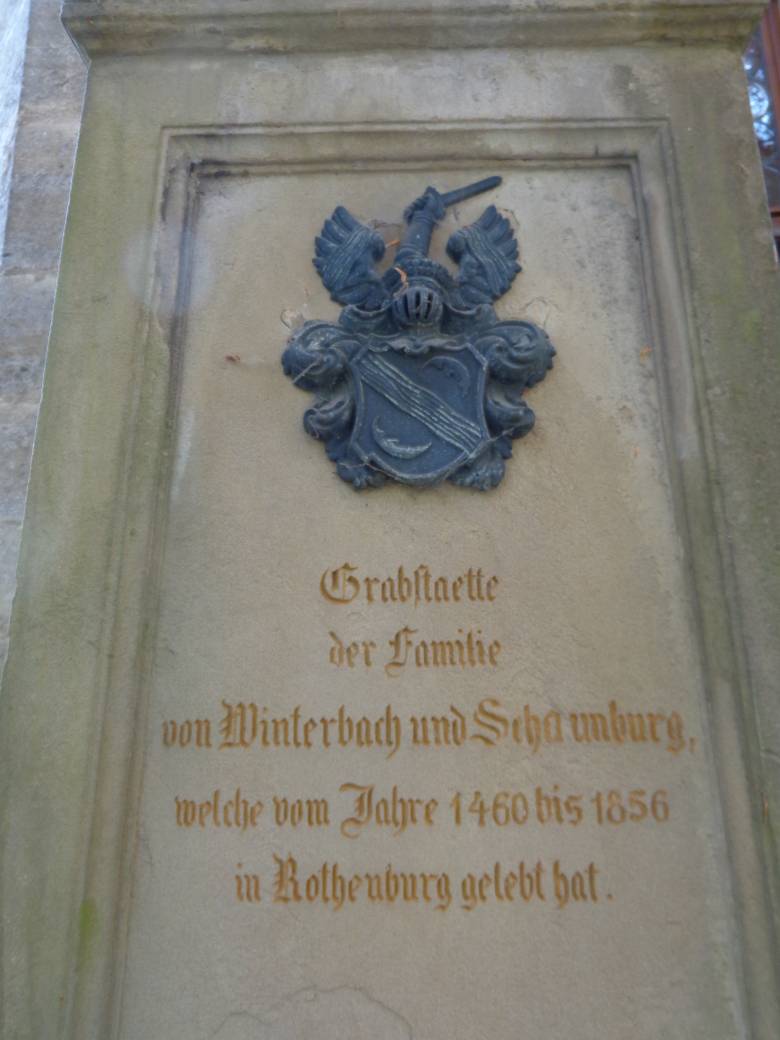 Grabstaette
der Familie
von Winterbach und Schaumburg,
welche vom Jahre 1460 bis 1856
in Rothenburg gelebt hat.